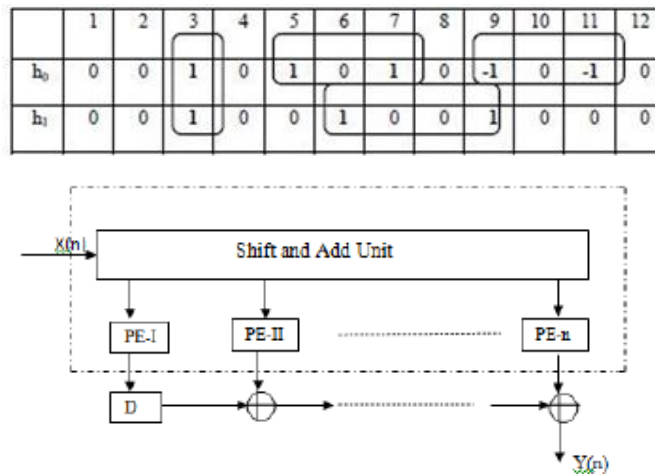 1 2 3 4 5 6 7 8 9 10 11 12
h₀ 0 0 1 0 1 0 1 0 -1 0 -1 0
h₁ 0 0 1 0 0 1 0 0 1 0 0 0
X(n)
Shift and Add Unit
PE-I PE-II PE-n
D
Y(n)